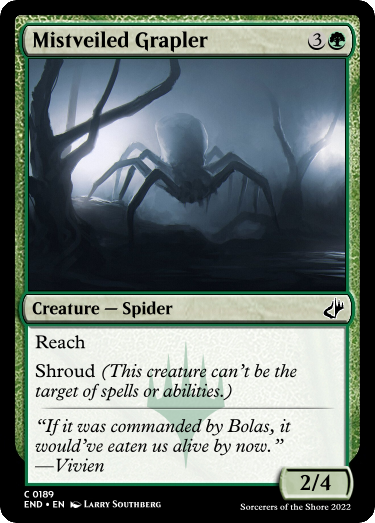 Mistveiled Grapler 3
Creature — Spider
Reach
Shroud (This creature can't be the
target of spells or abilities.)
“If it was commanded by Bolas, it
would’ve eaten us alive by now.”
—Vivien
2/4
C 0189
END • EN Larry Southberg
Sorcerers of the Shore 2022